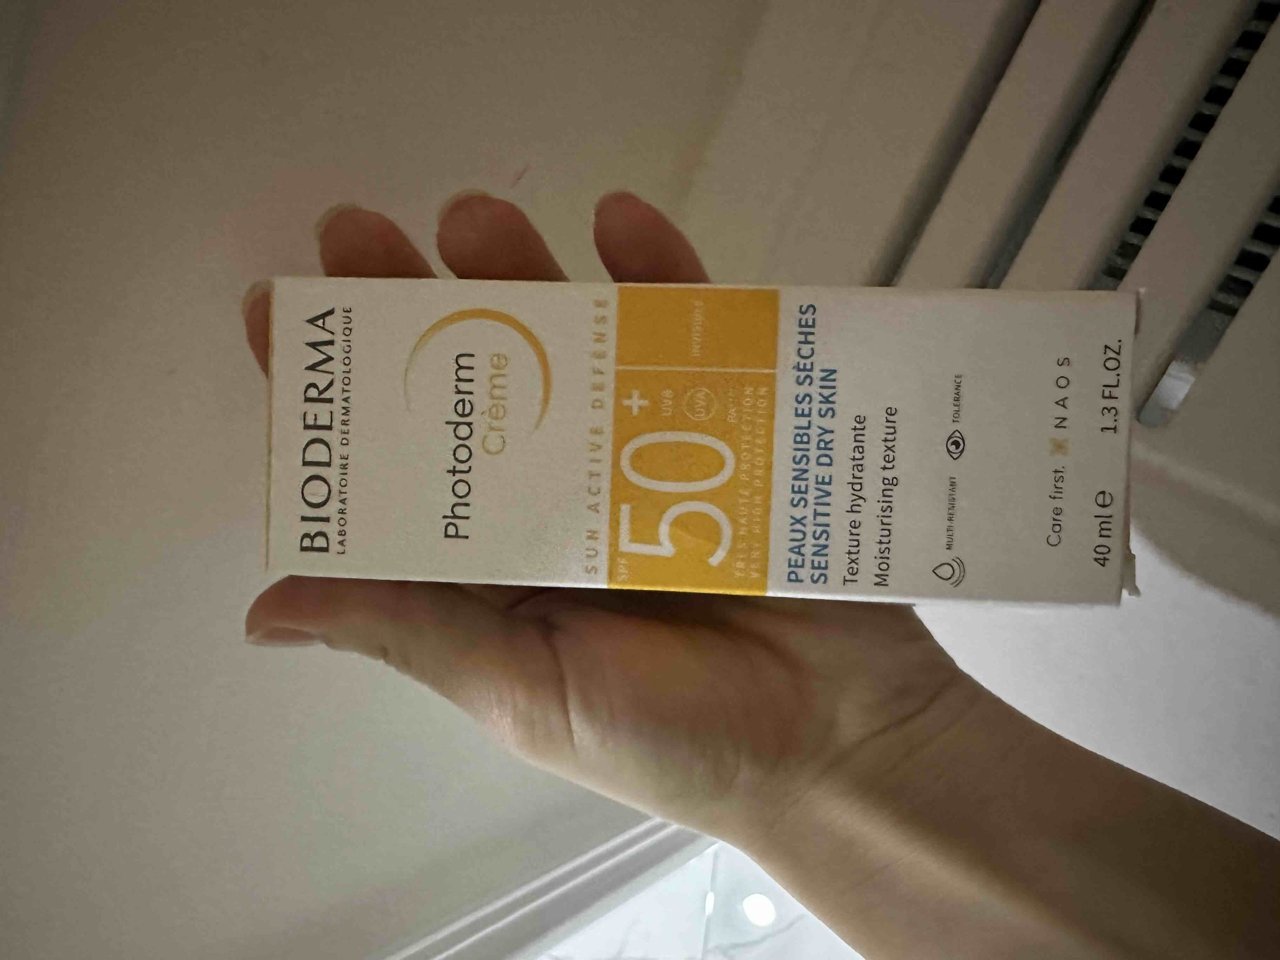 BIODERMA
LABORATOIRE DERMATOLOGIQUE
Photoderm
Crème
SUN ACTIVE DEFENSE
SPF
50+
UVB
UVA
PA++++
INVISIBLE
TRÈS HAUTE PROTECTION
VERY HIGH PROTECTION
PEAUX SENSIBLES SÈCHES
SENSITIVE DRY SKIN
Texture hydratante
Moisturising texture
MULTI-RESISTANT
TOLERANCE
Care first.
NAOS
40 ml e
1.3 FL.OZ.